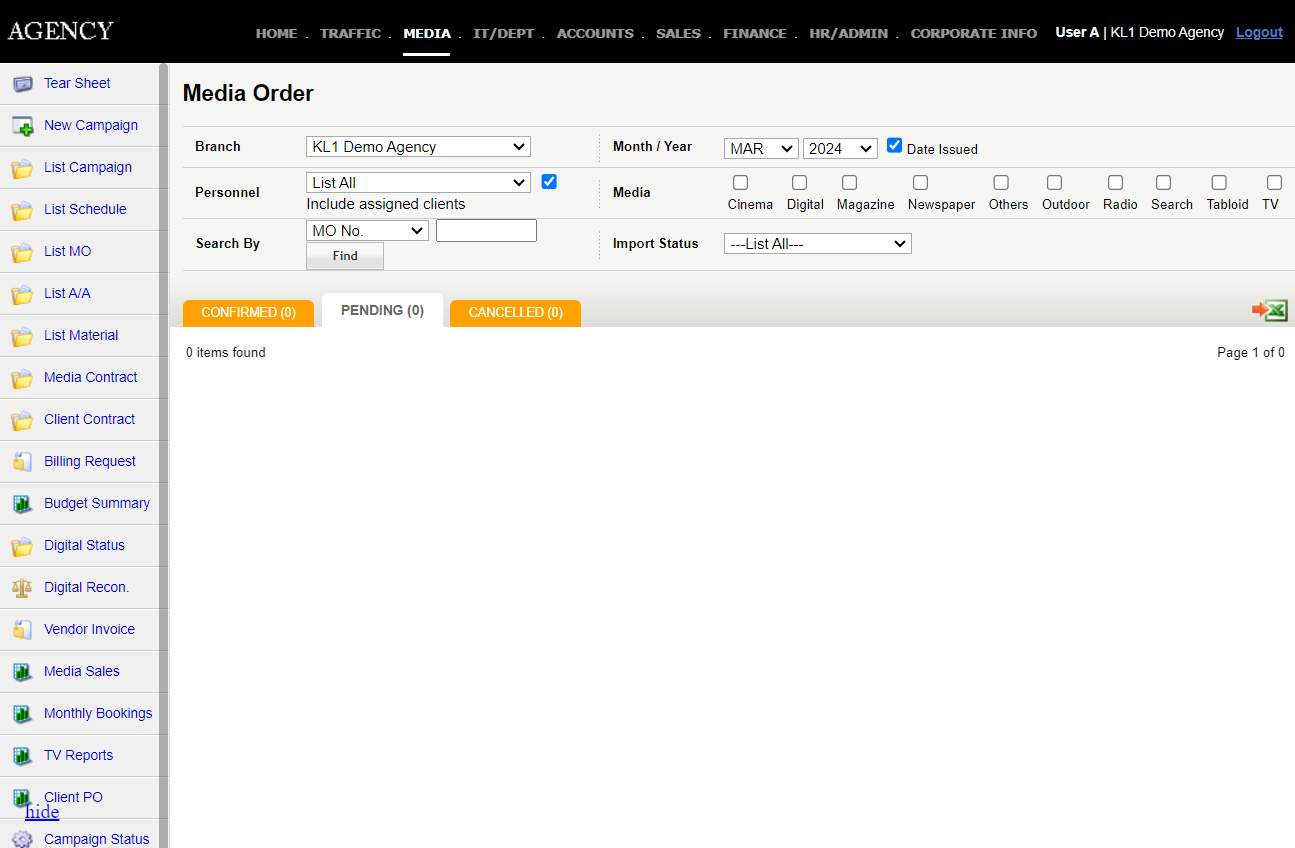 AGENCY
HOME . TRAFFIC . MEDIA . IT/DEPT . ACCOUNTS . SALES . FINANCE . HR/ADMIN . CORPORATE INFO
User A | KL1 Demo Agency Logout
Tear Sheet
New Campaign
List Campaign
List Schedule
List MO
List A/A
List Material
Media Contract
Client Contract
Billing Request
Budget Summary
Digital Status
Digital Recon.
Vendor Invoice
Media Sales
Monthly Bookings
TV Reports
Client PO
hide
Campaign Status
Media Order
Branch KL1 Demo Agency Month / Year MAR 2024 Date Issued
Personnel List All Include assigned clients
Media Cinema Digital Magazine Newspaper Others Outdoor Radio Search Tabloid TV
Search By MO No. Find
Import Status ---List All---
CONFIRMED (0) PENDING (0) CANCELLED (0)
0 items found Page 1 of 0